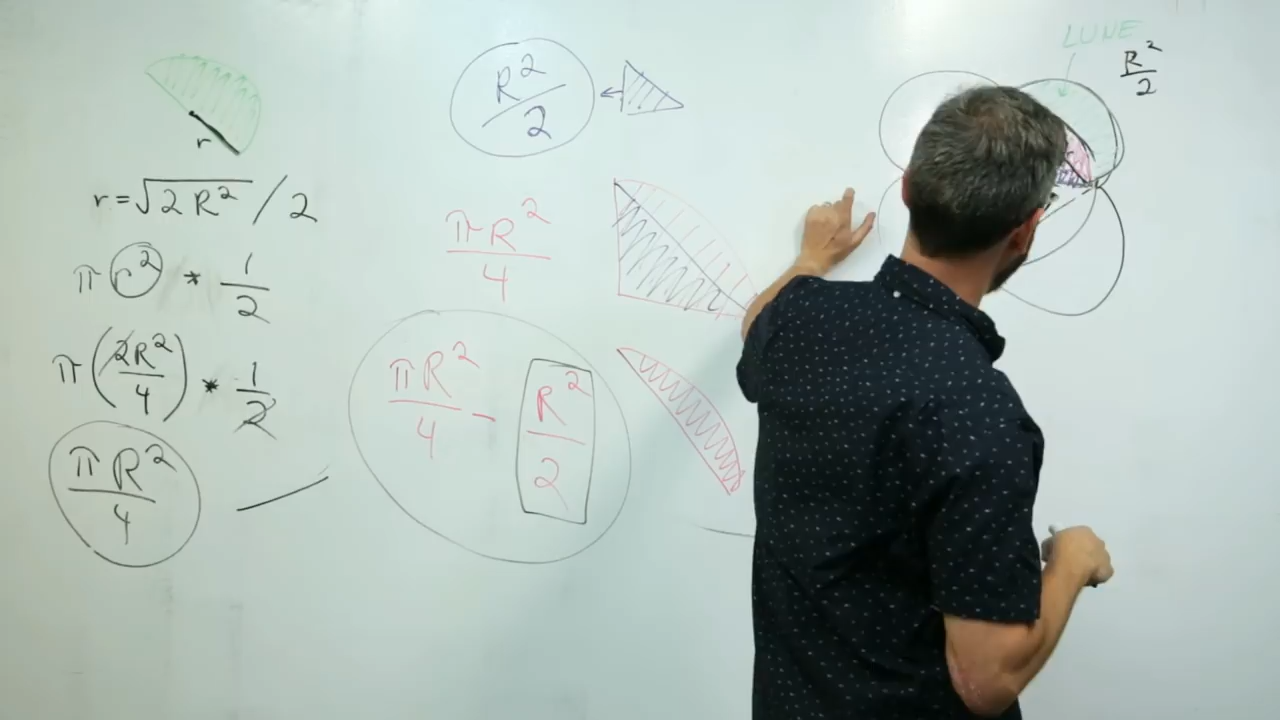 r
r = √2R² / 2
πr² * 1/2
π(2R²/4) * 1/2
πR²/4
R²/2
πR²/4
πR²/4 - R²/2
LUNE
R²/2